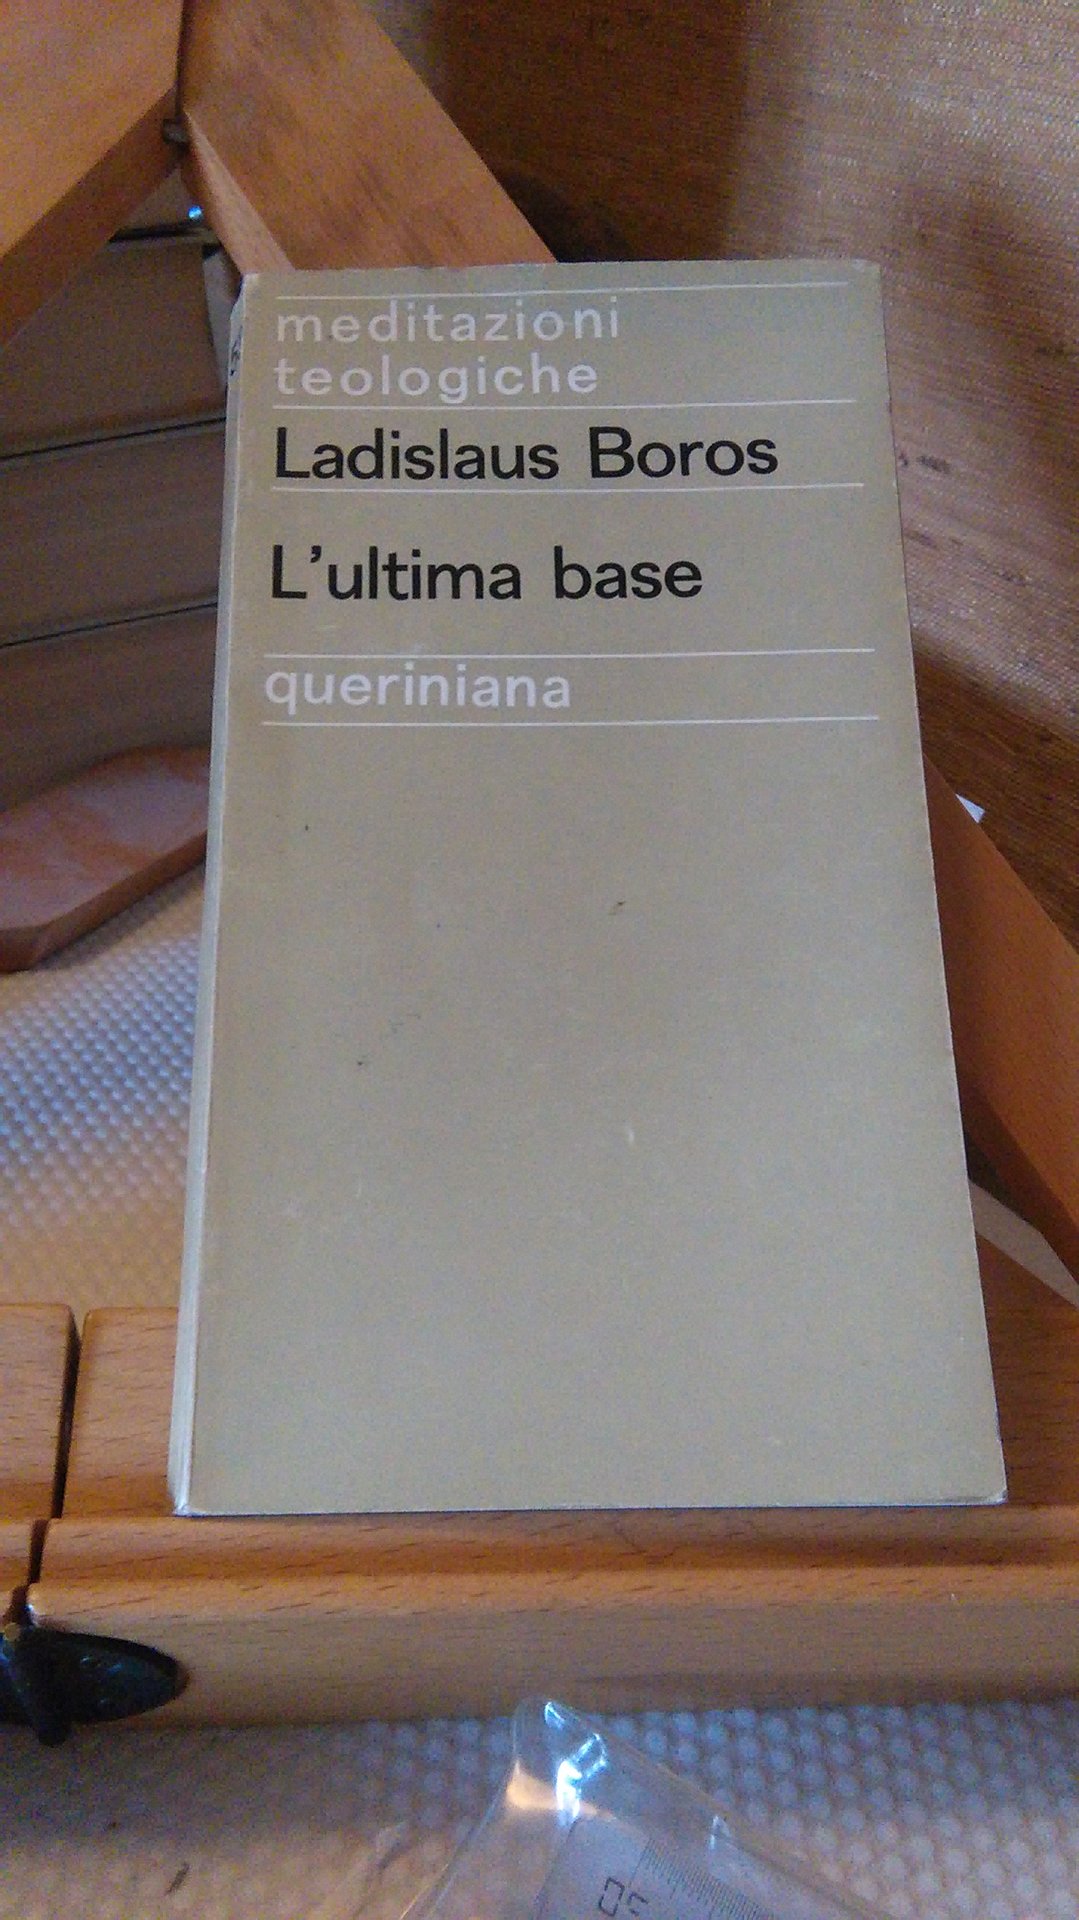 meditazioni
teologiche
Ladislaus Boros
L'ultima base
queriniana